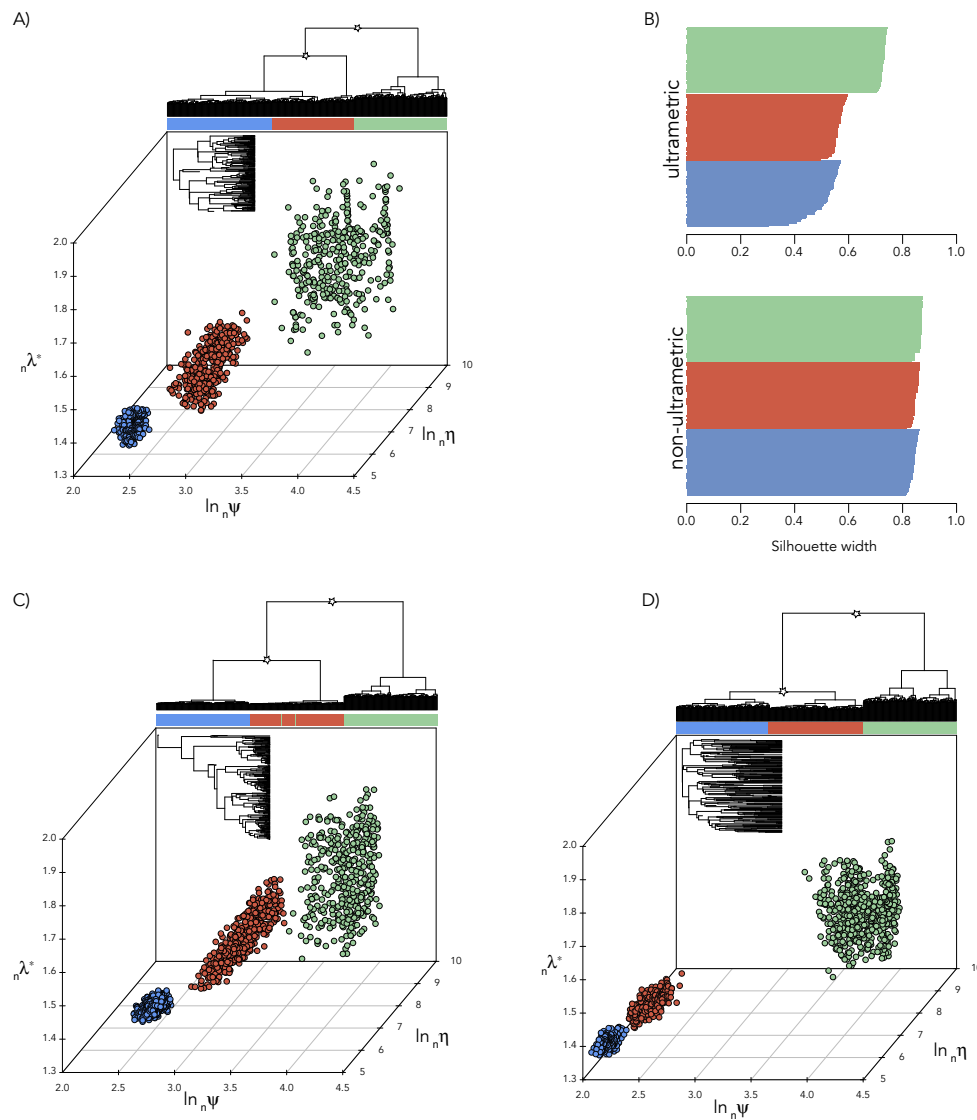 A)
2.0
1.9
1.8
1.7
nλ*
1.6
1.5
1.4
1.3
2.0 2.5 3.0 3.5 4.0 4.5
ln nψ
5
6
7
8
9
10
ln nη
B)
ultrametric
0.0 0.2 0.4 0.6 0.8 1.0
non-ultrametric
0.0 0.2 0.4 0.6 0.8 1.0
Silhouette width
C)
2.0
1.9
1.8
1.7
nλ*
1.6
1.5
1.4
1.3
2.0 2.5 3.0 3.5 4.0 4.5
ln nψ
5
6
7
8
9
10
ln nη
D)
2.0
1.9
1.8
1.7
nλ*
1.6
1.5
1.4
1.3
2.0 2.5 3.0 3.5 4.0 4.5
ln nψ
5
6
7
8
9
ln nη